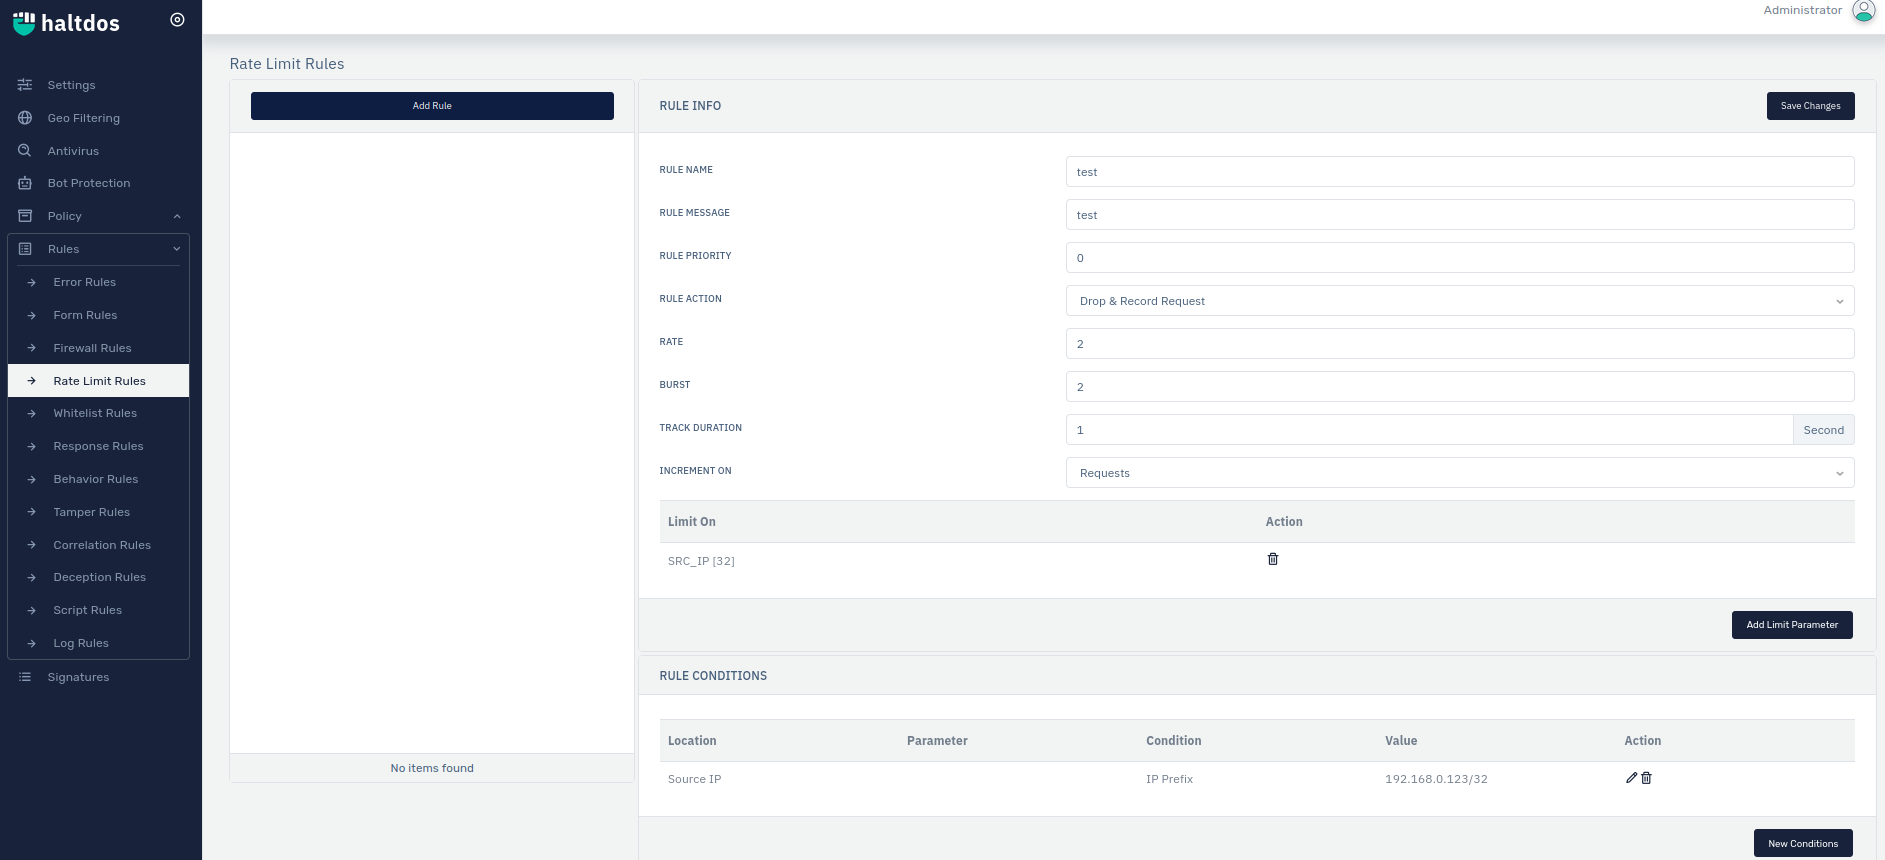 haltdos
Administrator
Settings
Geo Filtering
Antivirus
Bot Protection
Policy
Rules
Error Rules
Form Rules
Firewall Rules
Rate Limit Rules
Whitelist Rules
Response Rules
Behavior Rules
Tamper Rules
Correlation Rules
Deception Rules
Script Rules
Log Rules
Signatures
Rate Limit Rules
Add Rule
No items found
RULE INFO
Save Changes
RULE NAME test
RULE MESSAGE test
RULE PRIORITY 0
RULE ACTION Drop & Record Request
RATE 2
BURST 2
TRACK DURATION 1 Second
INCREMENT ON Requests
Limit On Action
SRC_IP [32]
Add Limit Parameter
RULE CONDITIONS
Location Parameter Condition Value Action
Source IP IP Prefix 192.168.0.123/32
New Conditions